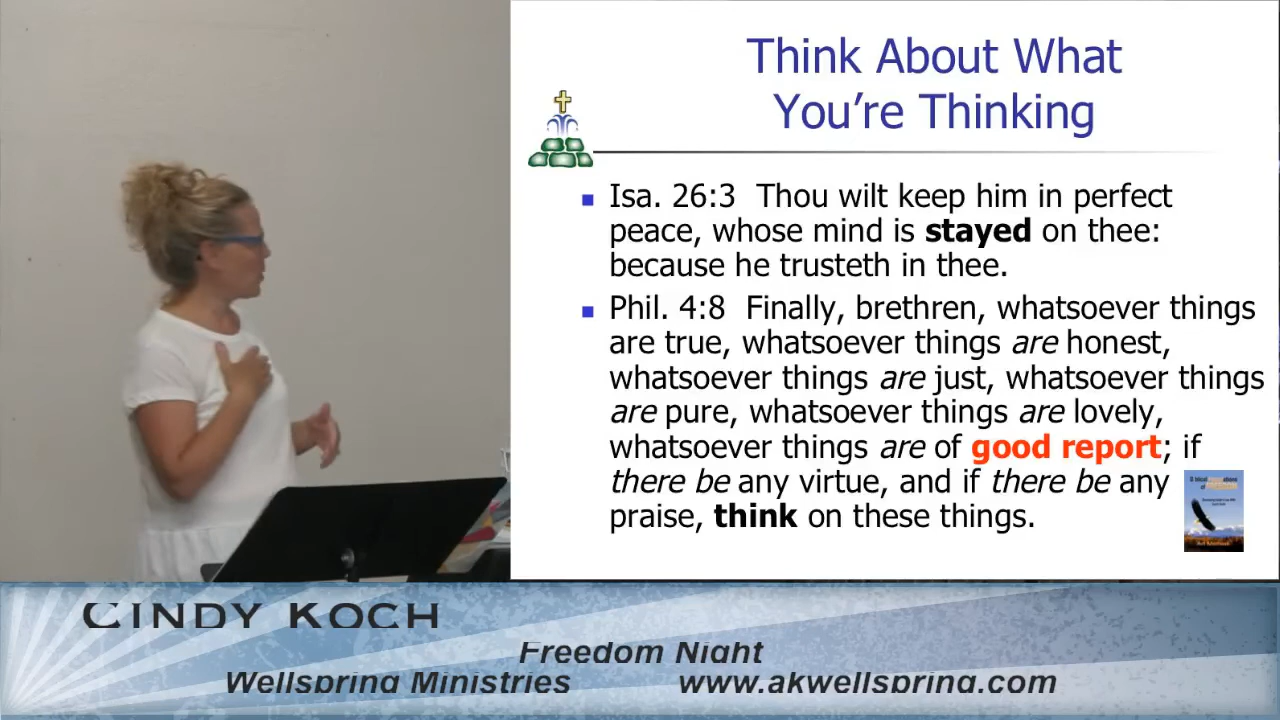 Think About What
You're Thinking
Isa. 26:3 Thou wilt keep him in perfect
peace, whose mind is stayed on thee:
because he trusteth in thee.
Phil. 4:8 Finally, brethren, whatsoever things
are true, whatsoever things are honest,
whatsoever things are just, whatsoever things
are pure, whatsoever things are lovely,
whatsoever things are of good report; if
there be any virtue, and if there be any
praise, think on these things.
CINDY KOCH
Freedom Night
Wellspring Ministries www.akwellspring.com